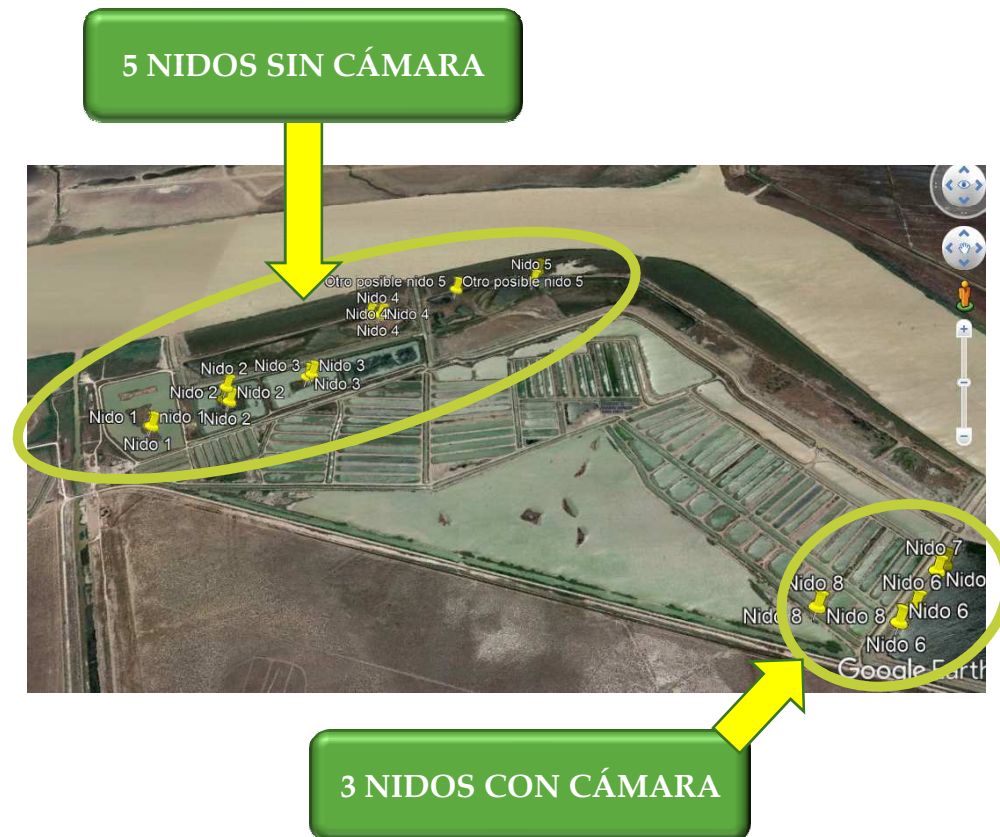 5 NIDOS SIN CÁMARA
Nido 5
Otro posible nido 5
Otro posible nido 5
Nido 4
Nido 4
Nido 4
Nido 4
Nido 3
Nido 3
Nido 3
Nido 2
Nido 2
Nido 2
Nido 2
Nido 1
nido 1
Nido 1
Nido 7
Nido
Nido 8
Nido 6
Nido 8
Nido 8
Nido 6
Nido 6
Google Earth
3 NIDOS CON CÁMARA